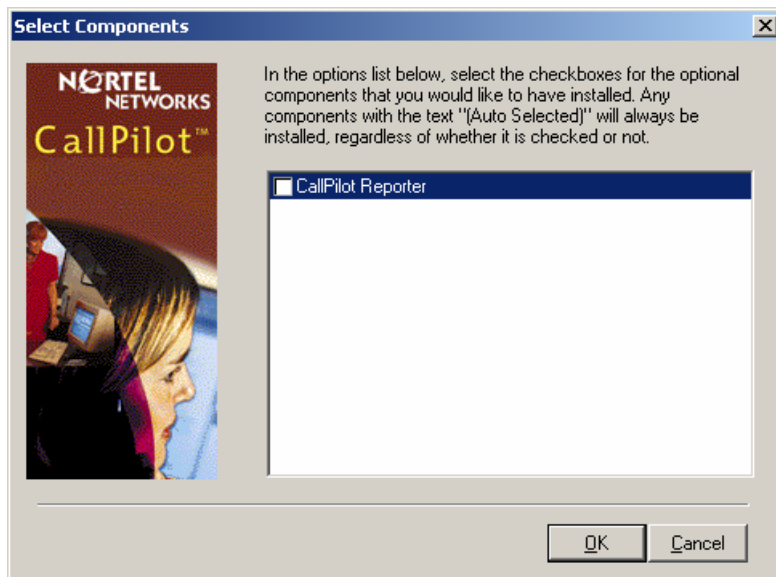 Select Components
NORTEL
NETWORKS
CallPilot™
In the options list below, select the checkboxes for the optional
components that you would like to have installed. Any
components with the text "(Auto Selected)" will always be
installed, regardless of whether it is checked or not.
CallPilot Reporter
OK
Cancel